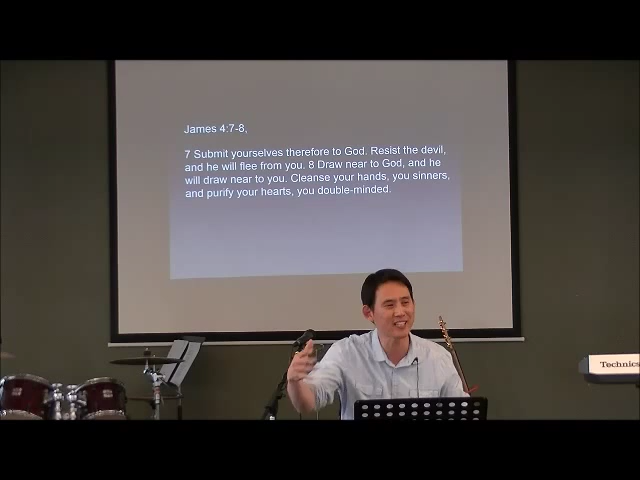 James 4:7-8,
7 Submit yourselves therefore to God. Resist the devil,
and he will flee from you. 8 Draw near to God, and he
will draw near to you. Cleanse your hands, you sinners,
and purify your hearts, you double-minded.
Technics